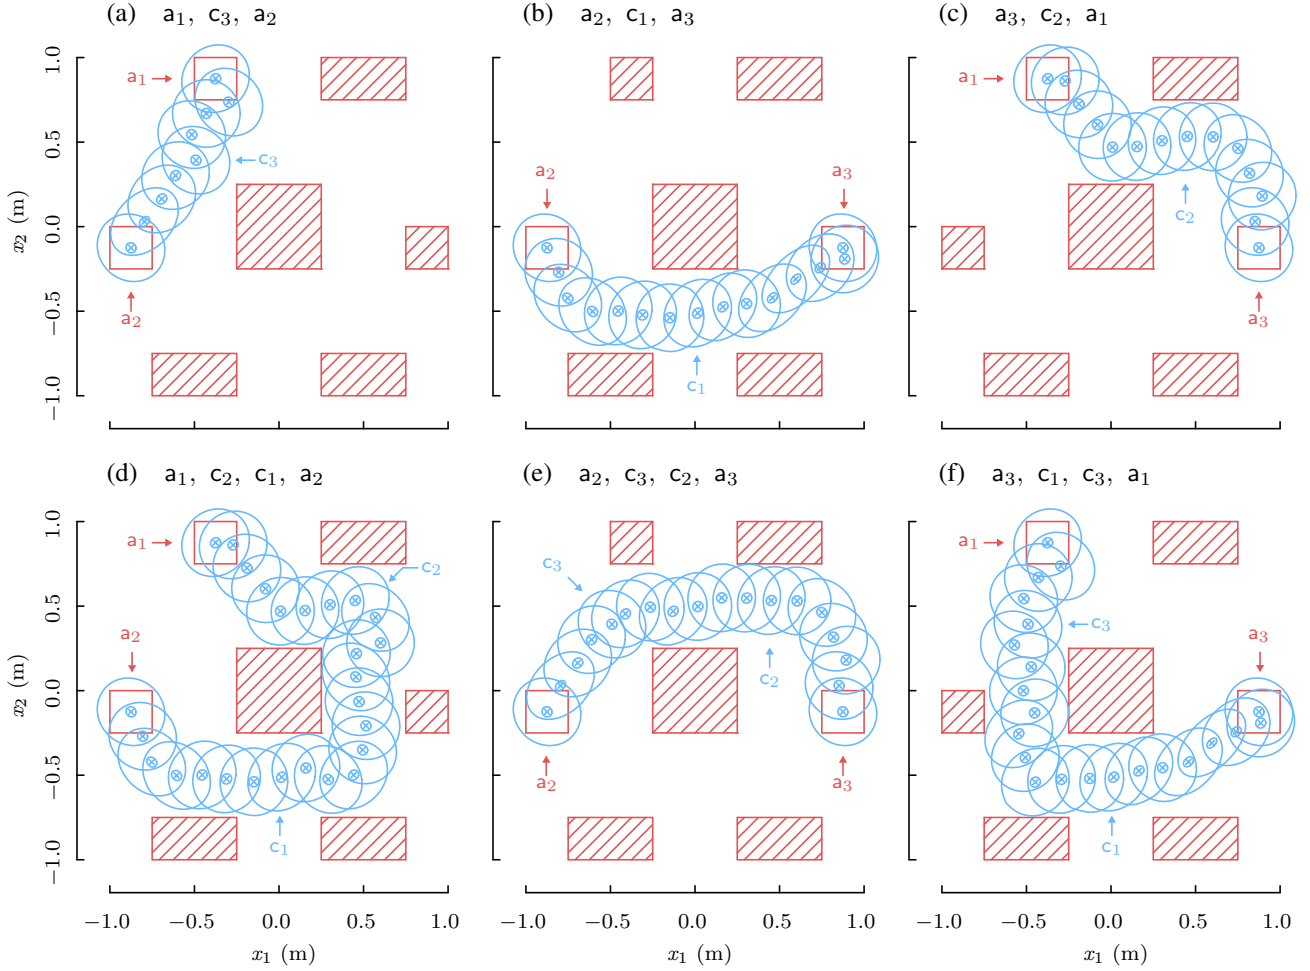 (a) a₁, c₃, a₂
(b) a₂, c₁, a₃
(c) a₃, c₂, a₁
1.0
0.5
0.0
−0.5
−1.0
x₂ (m)
a₁
c₃
a₂
a₂
a₃
c₁
a₁
c₂
a₃
(d) a₁, c₂, c₁, a₂
(e) a₂, c₃, c₂, a₃
(f) a₃, c₁, c₃, a₁
1.0
0.5
0.0
−0.5
−1.0
x₂ (m)
a₁
c₂
a₂
c₁
c₃
c₂
a₂
a₃
a₁
c₃
a₃
c₁
−1.0 −0.5 0.0 0.5 1.0
−1.0 −0.5 0.0 0.5 1.0
−1.0 −0.5 0.0 0.5 1.0
x₁ (m)
x₁ (m)
x₁ (m)